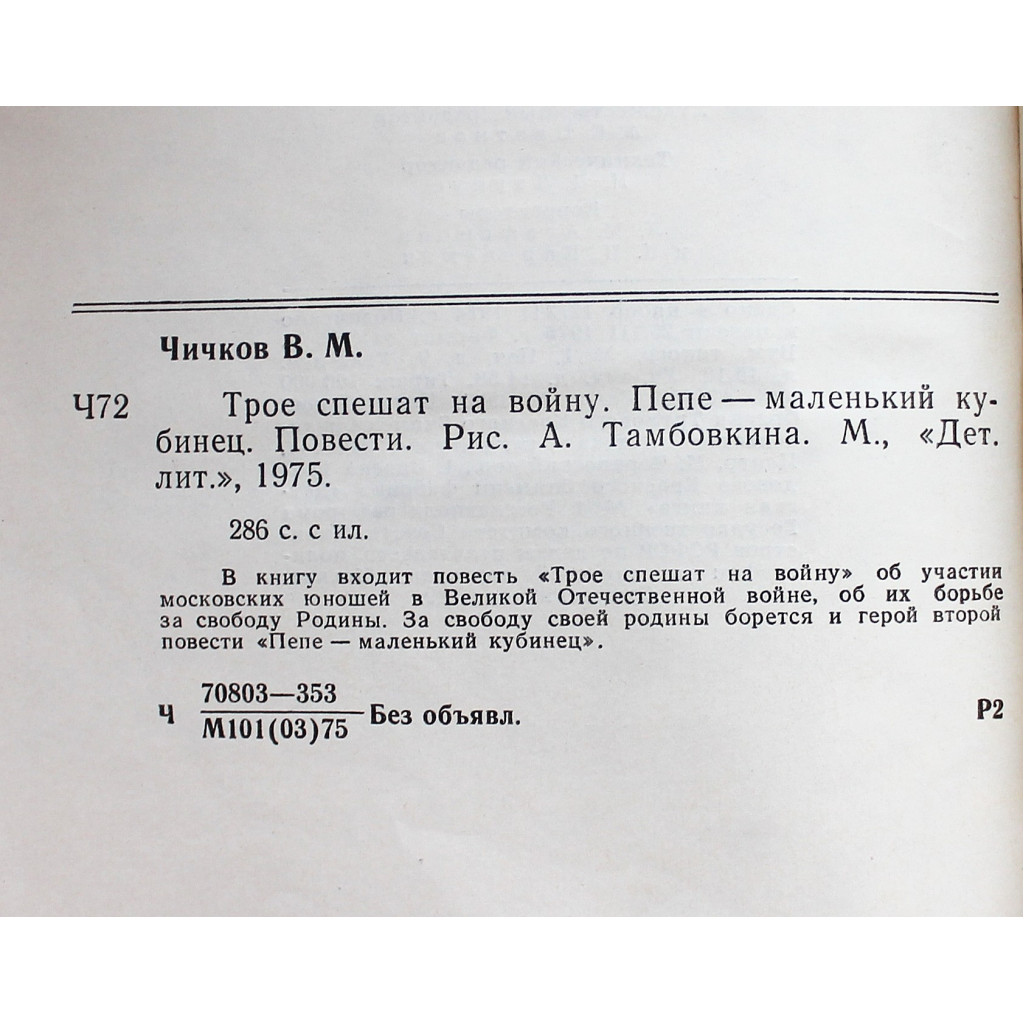 Чичков В. М.
Ч72 Трое спешат на войну. Пепе — маленький ку-
бинец. Повести. Рис. А. Тамбовкина. М., «Дет.
лит.», 1975.
286 с. с ил.
В книгу входит повесть «Трое спешат на войну» об участии
московских юношей в Великой Отечественной войне, об их борьбе
за свободу Родины. За свободу своей родины борется и герой второй
повести «Пепе — маленький кубинец».
70803—353
Ч М101(03)75 Без объявл. Р2